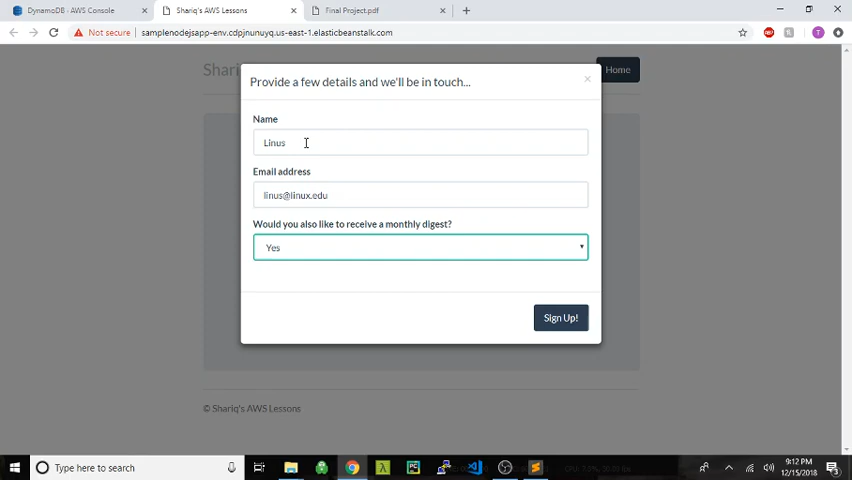 DynamoDB - AWS Console
Shariq's AWS Lessons
Final Project.pdf
Not secure
samplenodejsapp-env.cdpjnunuyq.us-east-1.elasticbeanstalk.com
T
Shariq
Home
Provide a few details and we'll be in touch...
Name
Linus
Email address
linus@linux.edu
Would you also like to receive a monthly digest?
Yes
Sign Up!
© Shariq's AWS Lessons
Type here to search
9:12 PM
12/15/2018